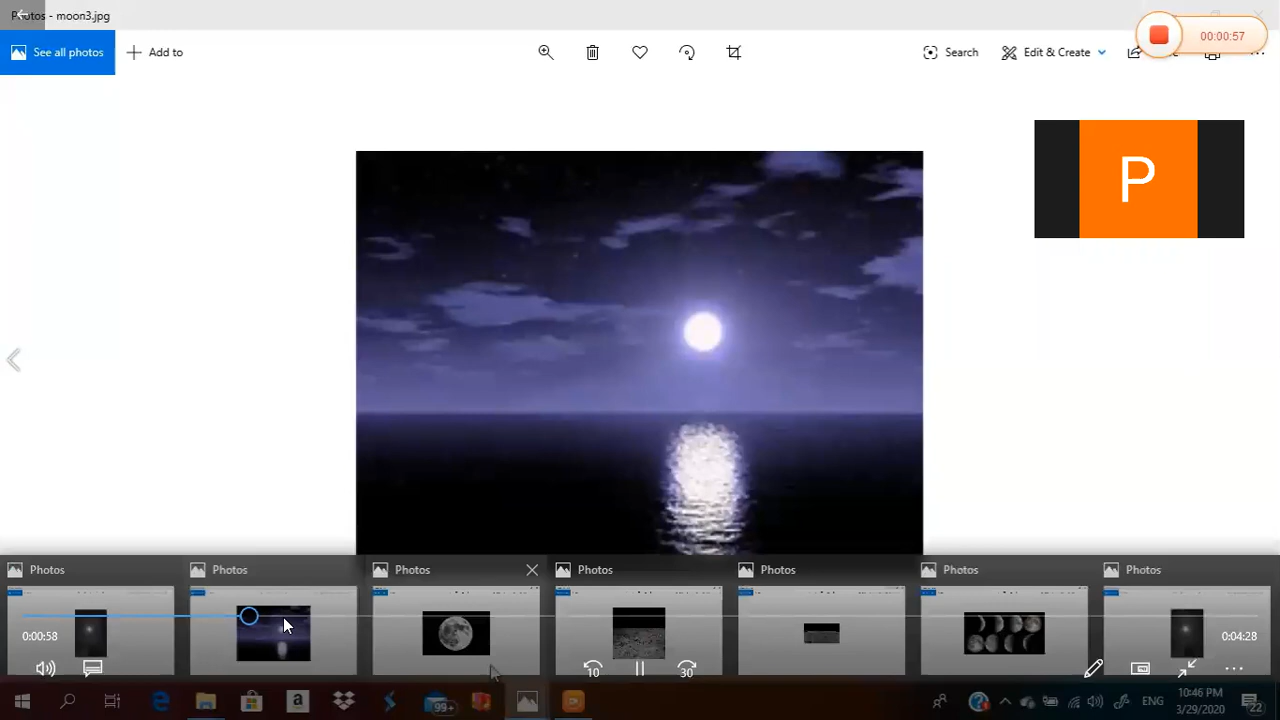 Photos - moon3.jpg
00:00:57
See all photos
Add to
Search
Edit & Create
P
Photos
Photos
Photos
Photos
Photos
Photos
Photos
0:00:58
0:04:28
10
30
99+
ENG
10:46 PM
3/29/2020
22